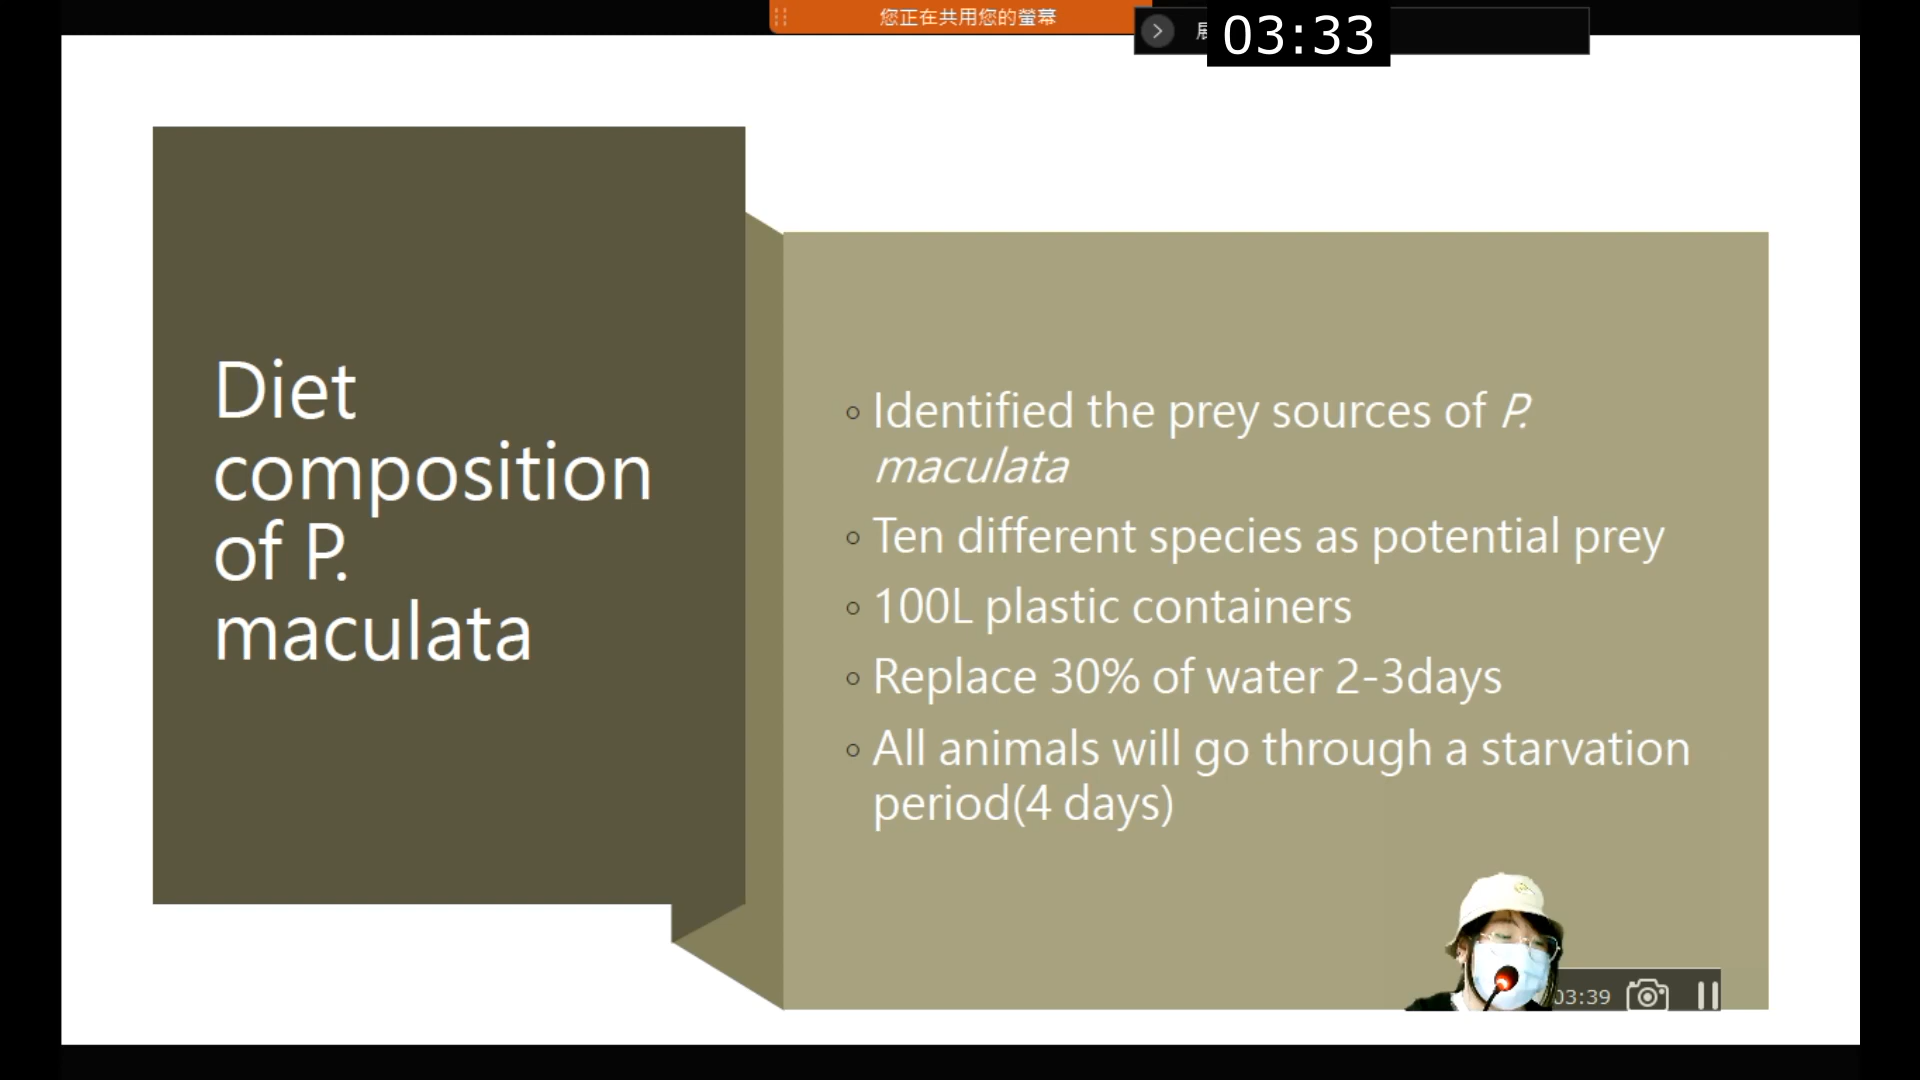 您正在共用您的螢幕
03:33
Diet
composition
of P.
maculata
Identified the prey sources of P.
maculata
Ten different species as potential prey
100L plastic containers
Replace 30% of water 2-3days
All animals will go through a starvation
period(4 days)
03:39